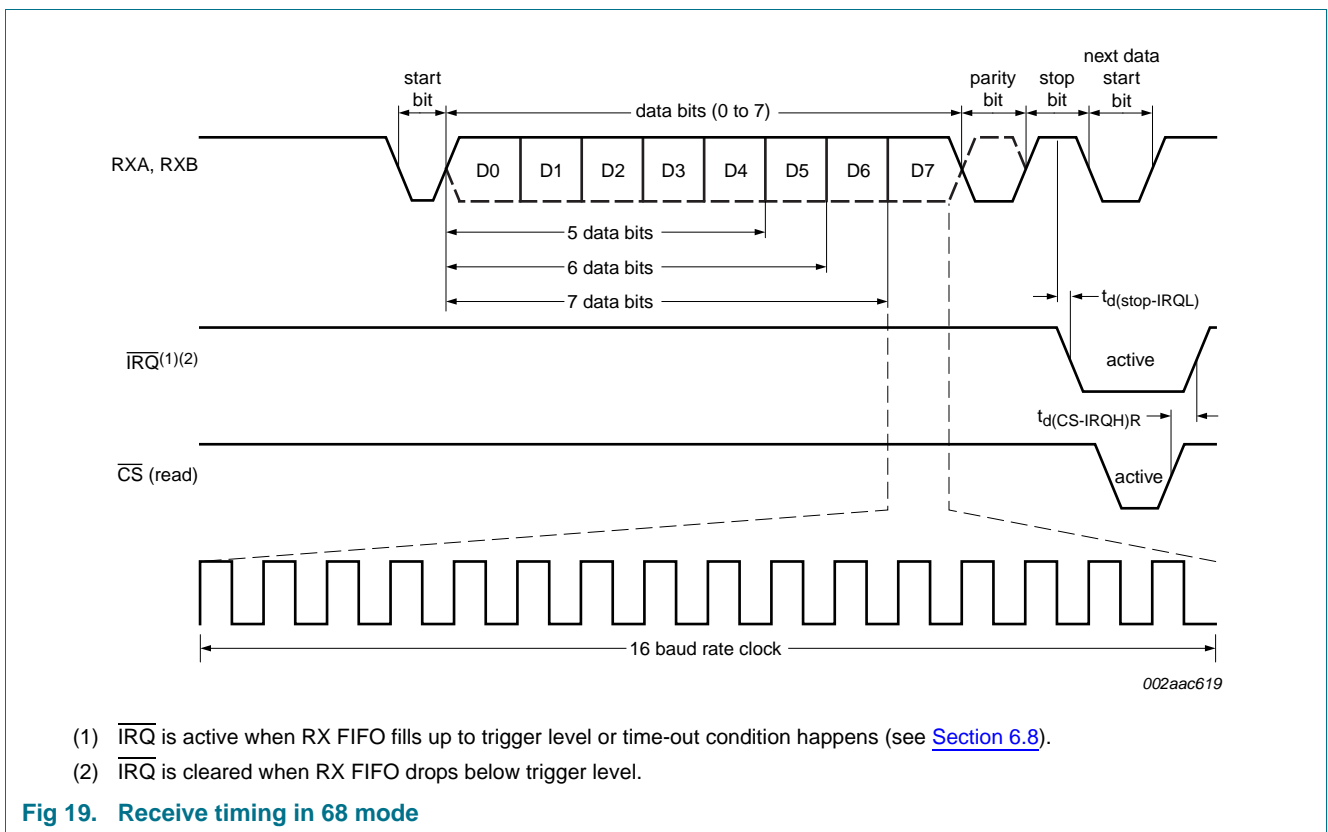 next data
start
bit
start
bit
parity
bit
stop
bit
data bits (0 to 7)
RXA, RXB
D0 D1 D2 D3 D4 D5 D6 D7
5 data bits
6 data bits
7 data bits
td(stop-IRQL)
IRQ(1)(2)
active
td(CS-IRQH)R
CS (read)
active
16 baud rate clock
002aac619
(1) IRQ is active when RX FIFO fills up to trigger level or time-out condition happens (see Section 6.8).
(2) IRQ is cleared when RX FIFO drops below trigger level.
Fig 19. Receive timing in 68 mode